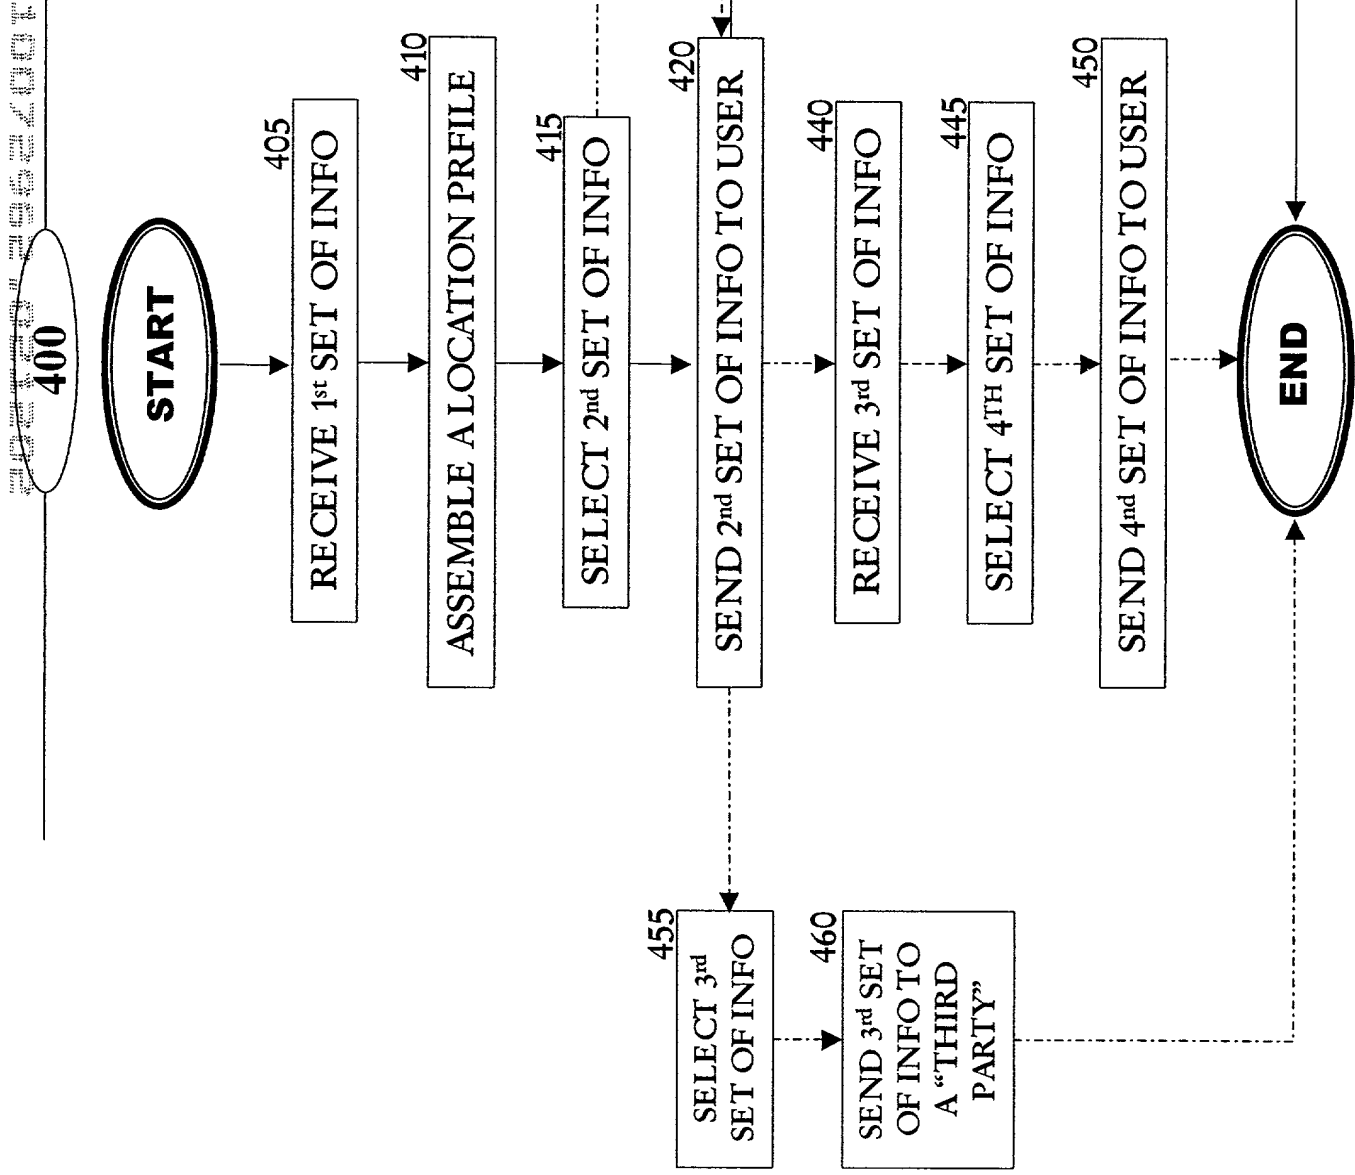 400
START
405
RECEIVE 1st SET OF INFO
410
ASSEMBLE A LOCATION PRFILE
415
SELECT 2nd SET OF INFO
420
SEND 2nd SET OF INFO TO USER
440
RECEIVE 3rd SET OF INFO
445
SELECT 4TH SET OF INFO
450
SEND 4nd SET OF INFO TO USER
END
455
SELECT 3rd
SET OF INFO
460
SEND 3rd SET
OF INFO TO
A “THIRD
PARTY”